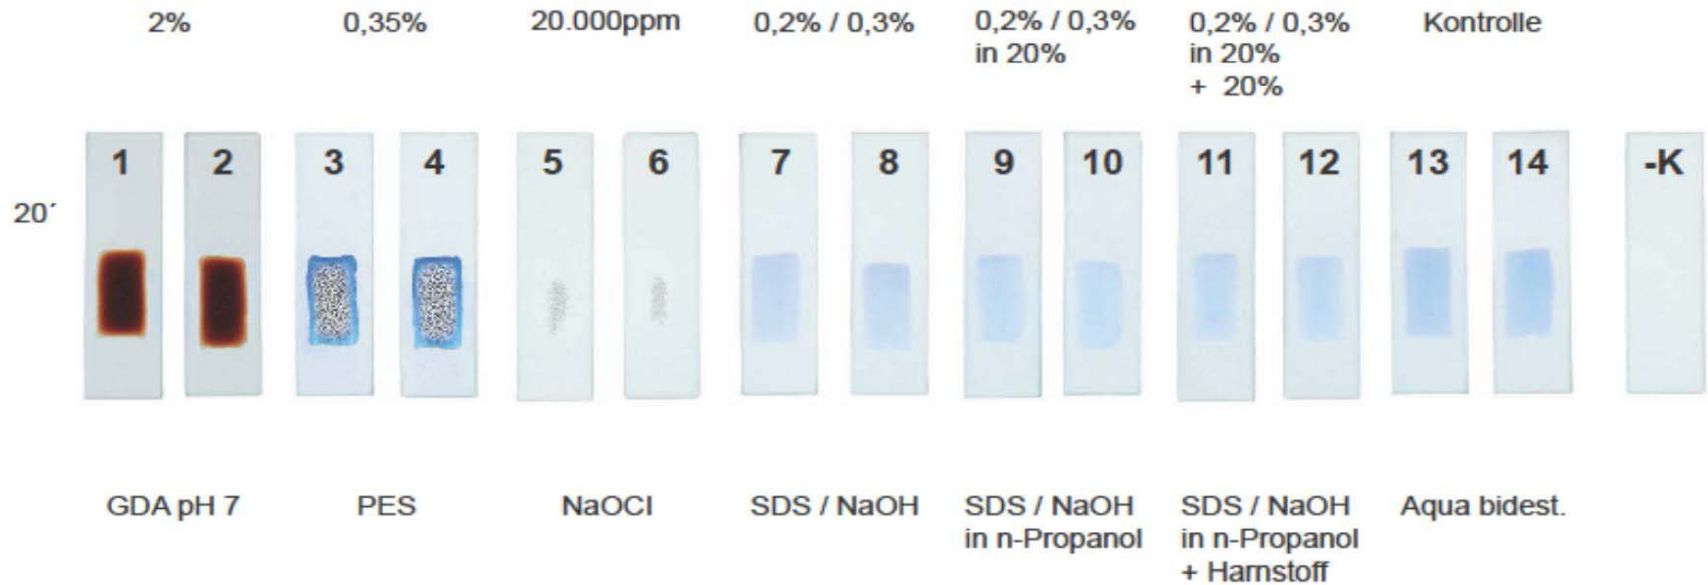 2%
0,35%
20.000ppm
0,2% / 0,3%
0,2% / 0,3%
in 20%
0,2% / 0,3%
in 20%
+ 20%
Kontrolle
1
2
3
4
5
6
7
8
9
10
11
12
13
14
-K
20´
GDA pH 7
PES
NaOCl
SDS / NaOH
SDS / NaOH
in n-Propanol
SDS / NaOH
in n-Propanol
+ Harnstoff
Aqua bidest.